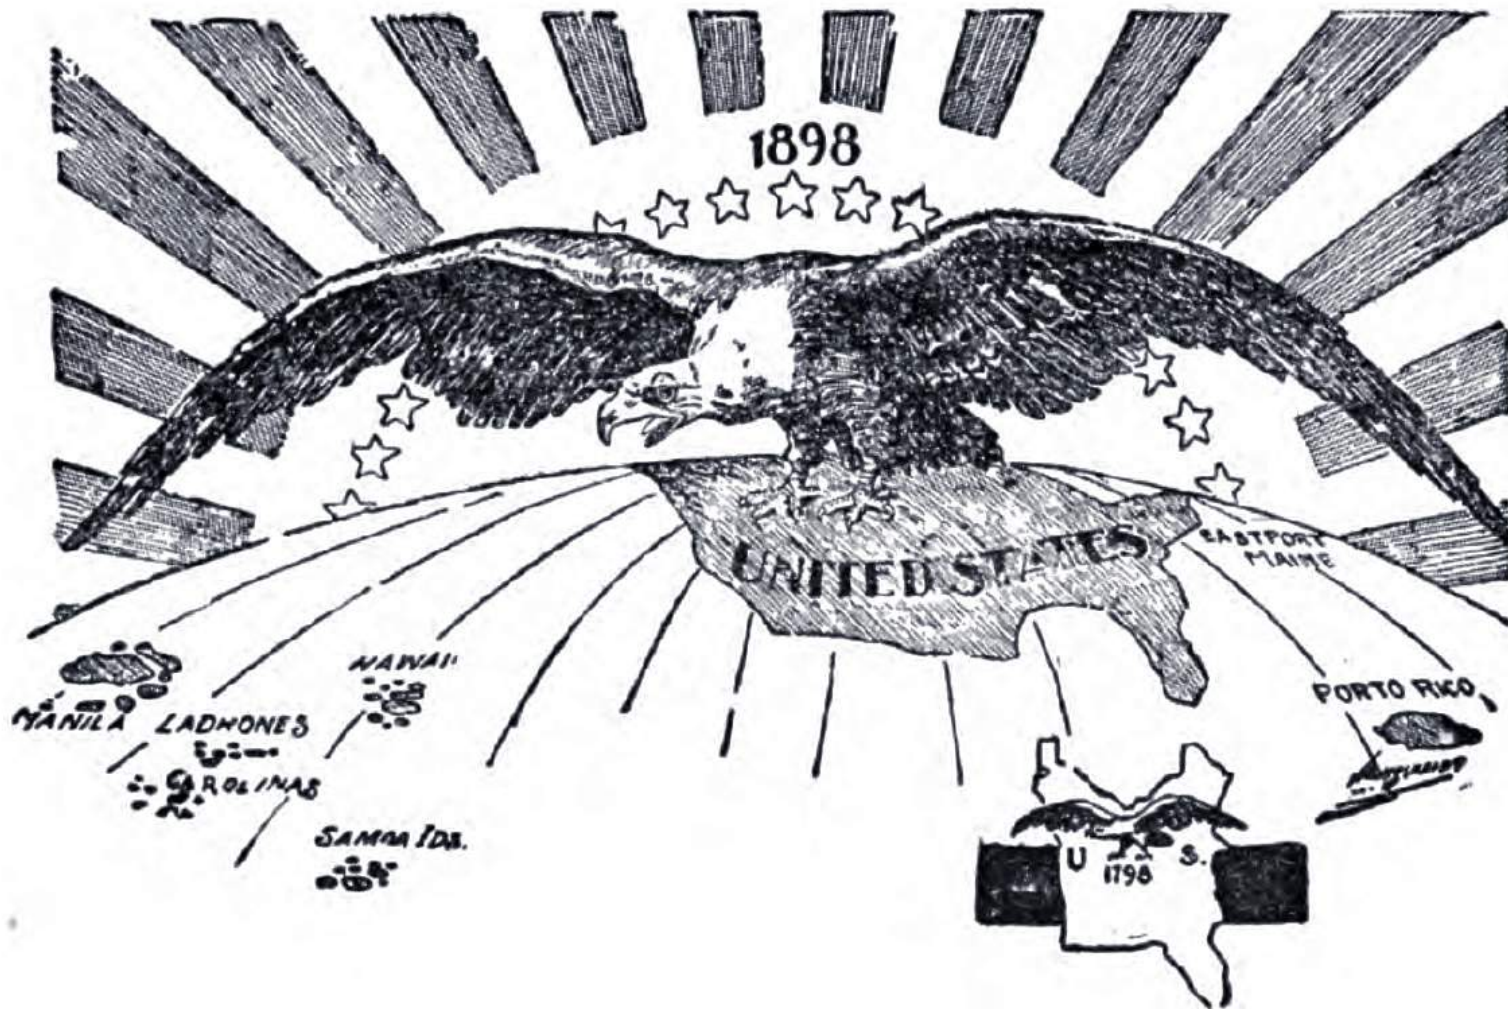 1898
UNITED STATES
EASTPORT
MAINE
HAWAII
PORTO RICO
MANILA
LADRONES
CAROLINAS
SAMOA IDS.
U S.
1798